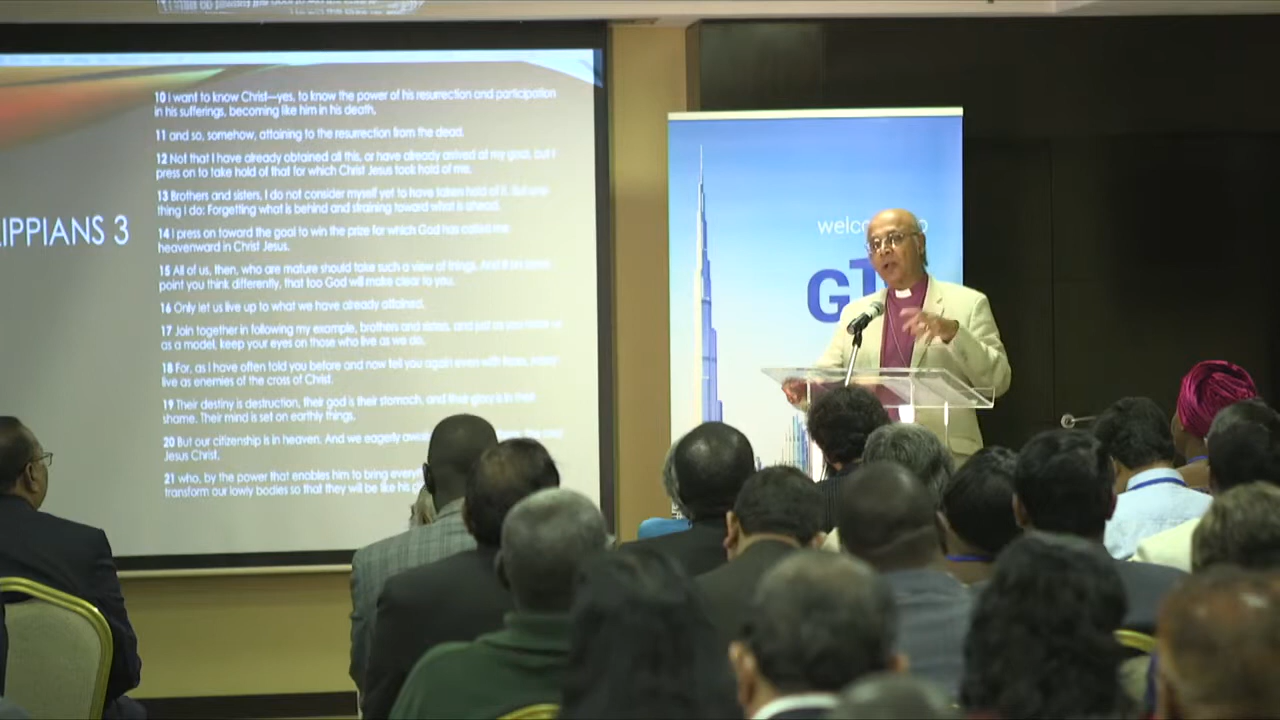 IPPIANS 3
10 I want to know Christ—yes, to know the power of his resurrection and participation
in his sufferings, becoming like him in his death,
11 and so, somehow, attaining to the resurrection from the dead.
12 Not that I have already obtained all this, or have already arrived at my goal, but I
press on to take hold of that for which Christ Jesus took hold of me.
13 Brothers and sisters, I do not consider myself yet to have taken hold of it. But one
thing I do: Forgetting what is behind and straining toward what is ahead,
14 I press on toward the goal to win the prize for which God has called me
heavenward in Christ Jesus.
15 All of us, then, who are mature should take such a view of things. And if on some
point you think differently, that too God will make clear to you.
16 Only let us live up to what we have already attained.
17 Join together in following my example, brothers and sisters, and just as you have us
as a model, keep your eyes on those who live as we do.
18 For, as I have often told you before and now tell you again even with tears, many
live as enemies of the cross of Christ.
19 Their destiny is destruction, their god is their stomach, and their glory is in their
shame. Their mind is set on earthly things.
20 But our citizenship is in heaven. And we eagerly
Jesus Christ,
21 who, by the power that enables him to bring
transform our lowly bodies so that they will be like his